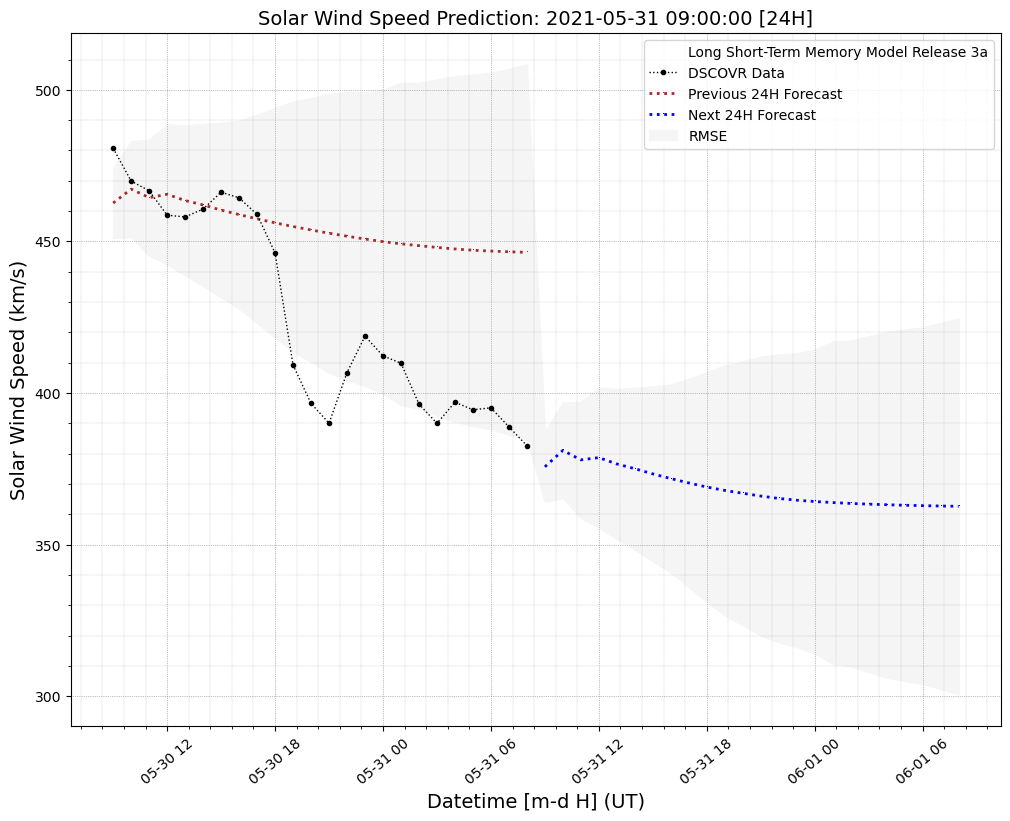 Solar Wind Speed Prediction: 2021-05-31 09:00:00 [24H]
Long Short-Term Memory Model Release 3a
DSCOVR Data
Previous 24H Forecast
Next 24H Forecast
RMSE
Solar Wind Speed (km/s)
500
450
400
350
300
05-30 12
05-30 18
05-31 00
05-31 06
05-31 12
05-31 18
06-01 00
06-01 06
Datetime [m-d H] (UT)